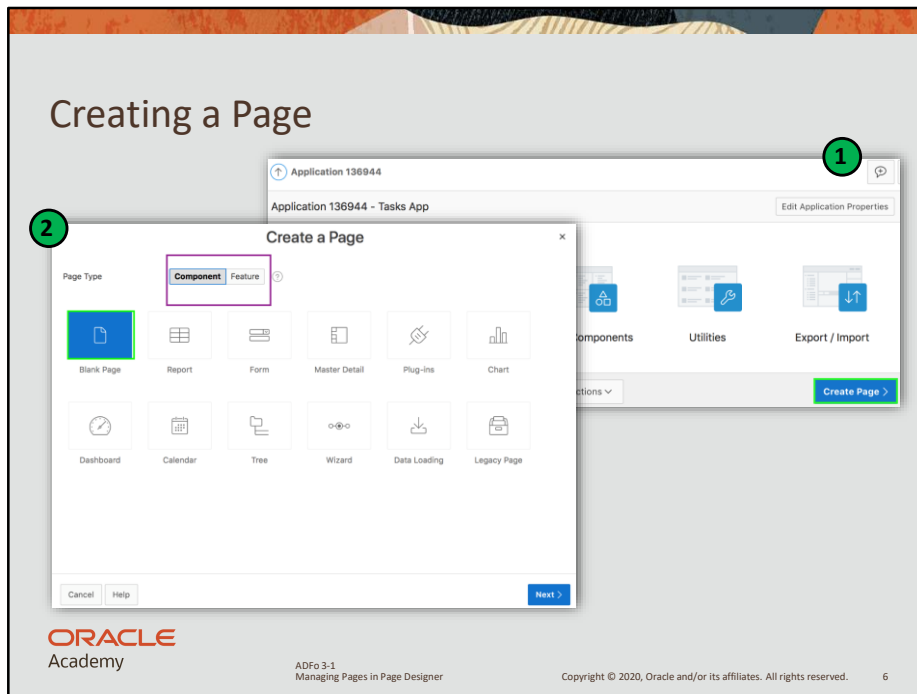 Creating a Page
1
Application 136944
Application 136944 - Tasks App
Edit Application Properties
omponents
Utilities
Export / Import
ctions
Create Page >
2
Create a Page
×
Page Type
Component
Feature
?
Blank Page
Report
Form
Master Detail
Plug-ins
Chart
Dashboard
Calendar
Tree
Wizard
Data Loading
Legacy Page
Cancel
Help
Next >
ORACLE
Academy
ADFo 3-1
Managing Pages in Page Designer
Copyright © 2020, Oracle and/or its affiliates. All rights reserved.
6